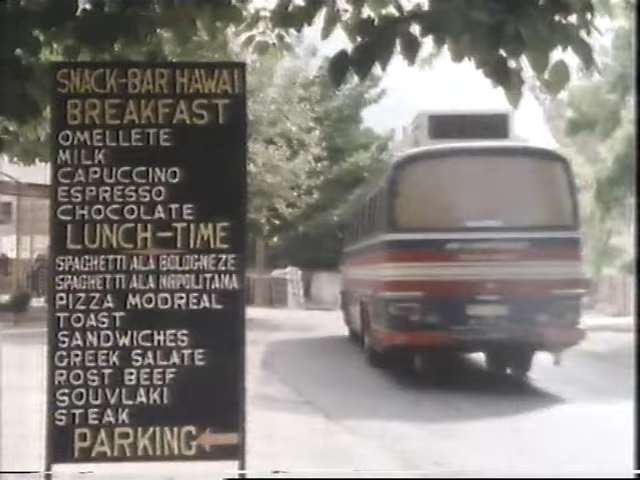 SNACK-BAR HAWAI
BREAKFAST
OMELLETE
MILK
CAPUCCINO
ESPRESSO
CHOCOLATE
LUNCH-TIME
SPAGHETTI ALA BOLOGNEZE
SPAGHETTI ALA NAPOLITANA
PIZZA MODREAL
TOAST
SANDWICHES
GREEK SALATE
ROST BEEF
SOUVLAKI
STEAK
PARKING